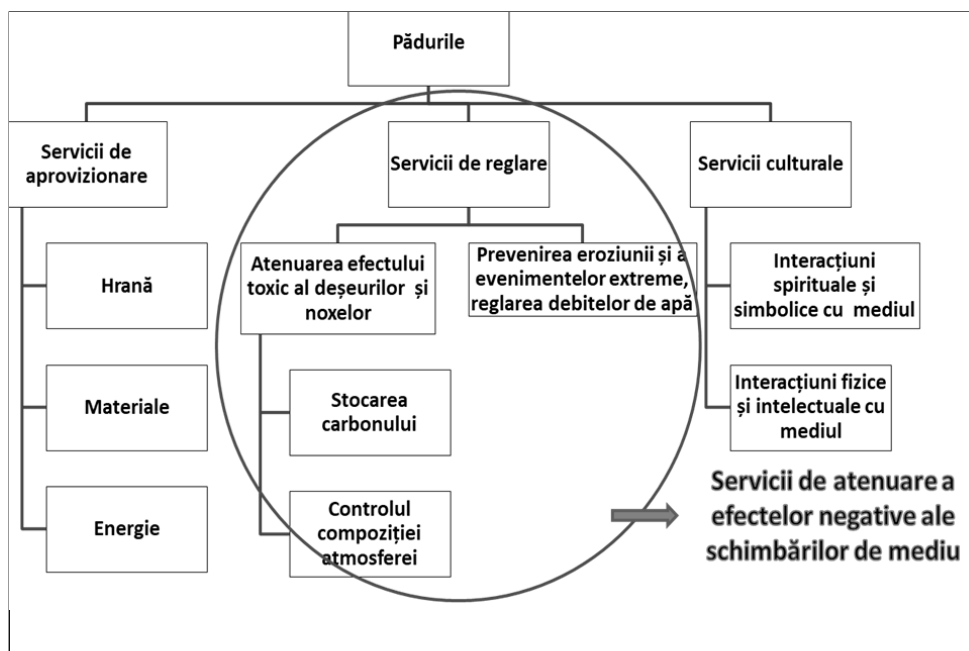 Pădurile
Servicii de
aprovizionare
Servicii de reglare
Servicii culturale
Hrană
Materiale
Energie
Atenuarea efectului
toxic al deșeurilor și
noxelor
Stocarea
carbonului
Controlul
compoziției
atmosferei
Prevenirea eroziunii și a
evenimentelor extreme,
reglarea debitelor de apă
Interacțiuni
spirituale și
simbolice cu mediul
Interacțiuni fizice
și intelectuale cu
mediul
Servicii de atenuare a
efectelor negative ale
schimbărilor de mediu